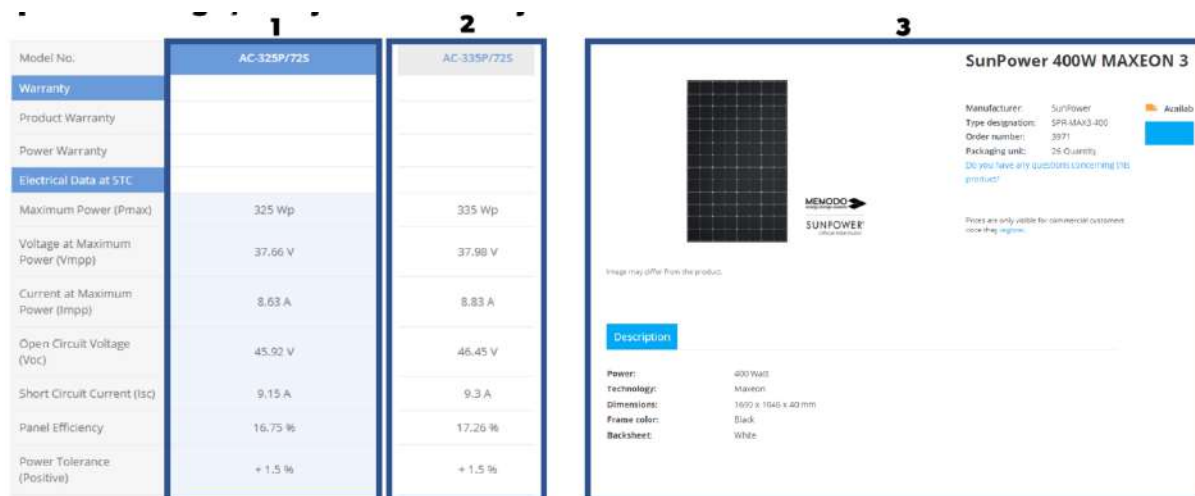 1
2
3
Model No.
AC-325P/72S
AC-335P/72S
Warranty
Product Warranty
Power Warranty
Electrical Data at STC
Maximum Power (Pmax)
325 Wp
335 Wp
Voltage at Maximum
Power (Vmpp)
37.66 V
37.98 V
Current at Maximum
Power (Impp)
8.63 A
8.83 A
Open Circuit Voltage
(Voc)
45.92 V
46.45 V
Short Circuit Current (Isc)
9.15 A
9.3 A
Panel Efficiency
16.75 %
17.26 %
Power Tolerance
(Positive)
+ 1.5 %
+ 1.5 %
SunPower 400W MAXEON 3
Manufacturer: SunPower
Type designation: SPR-MAX3-400
Order number: 3971
Packaging unit: 26 Quantity
Do you have any questions concerning this
product?
Availab
Prices are only visible for commercial customers
once they register.
MEMODO
SUNPOWER
Image may differ from the product.
Description
Power: 400 Watt
Technology: Maxeon
Dimensions: 1690 x 1046 x 40 mm
Frame color: Black
Backsheet: White